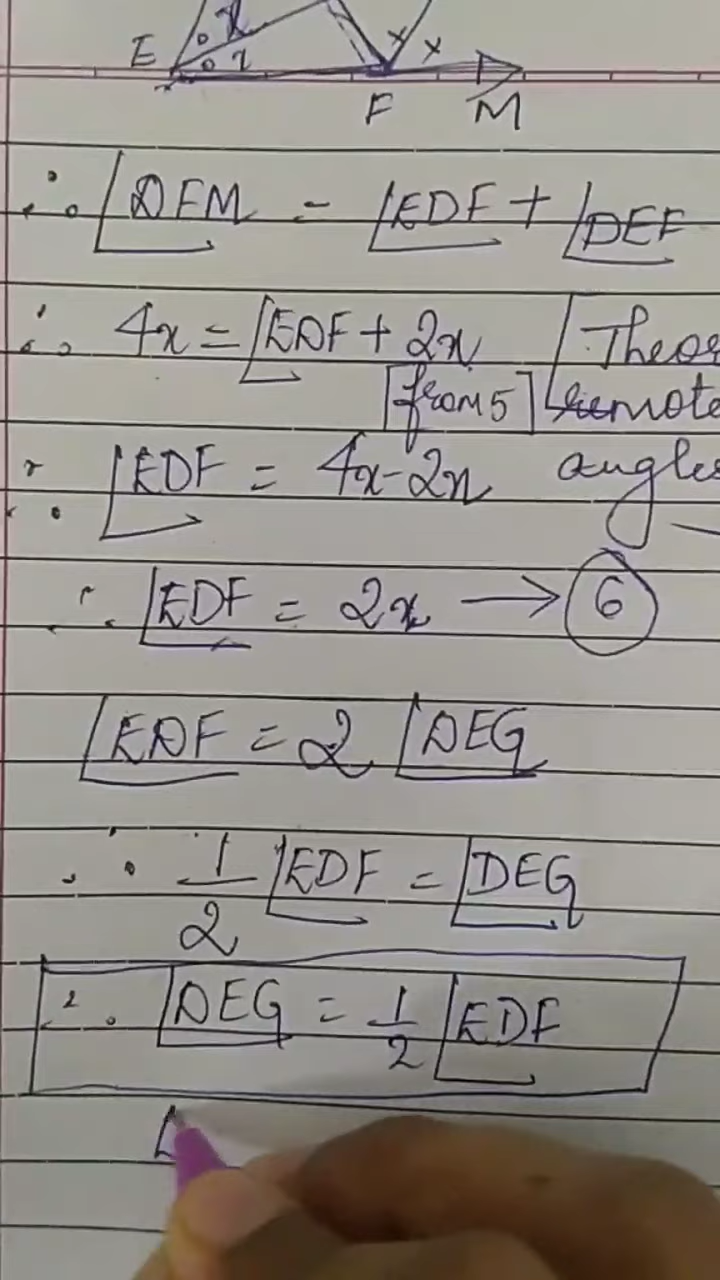 E x x x x
F M
∴ ∠DFM = ∠EDF + ∠DEF
∴ 4x = ∠EDF + 2x [Theor
[from 5] remote
∴ ∠EDF = 4x - 2x angles
∴ ∠EDF = 2x → 6
∠EDF = 2 ∠DEG
∴ 1/2 ∠EDF = ∠DEG
∴ ∠DEG = 1/2 ∠EDF